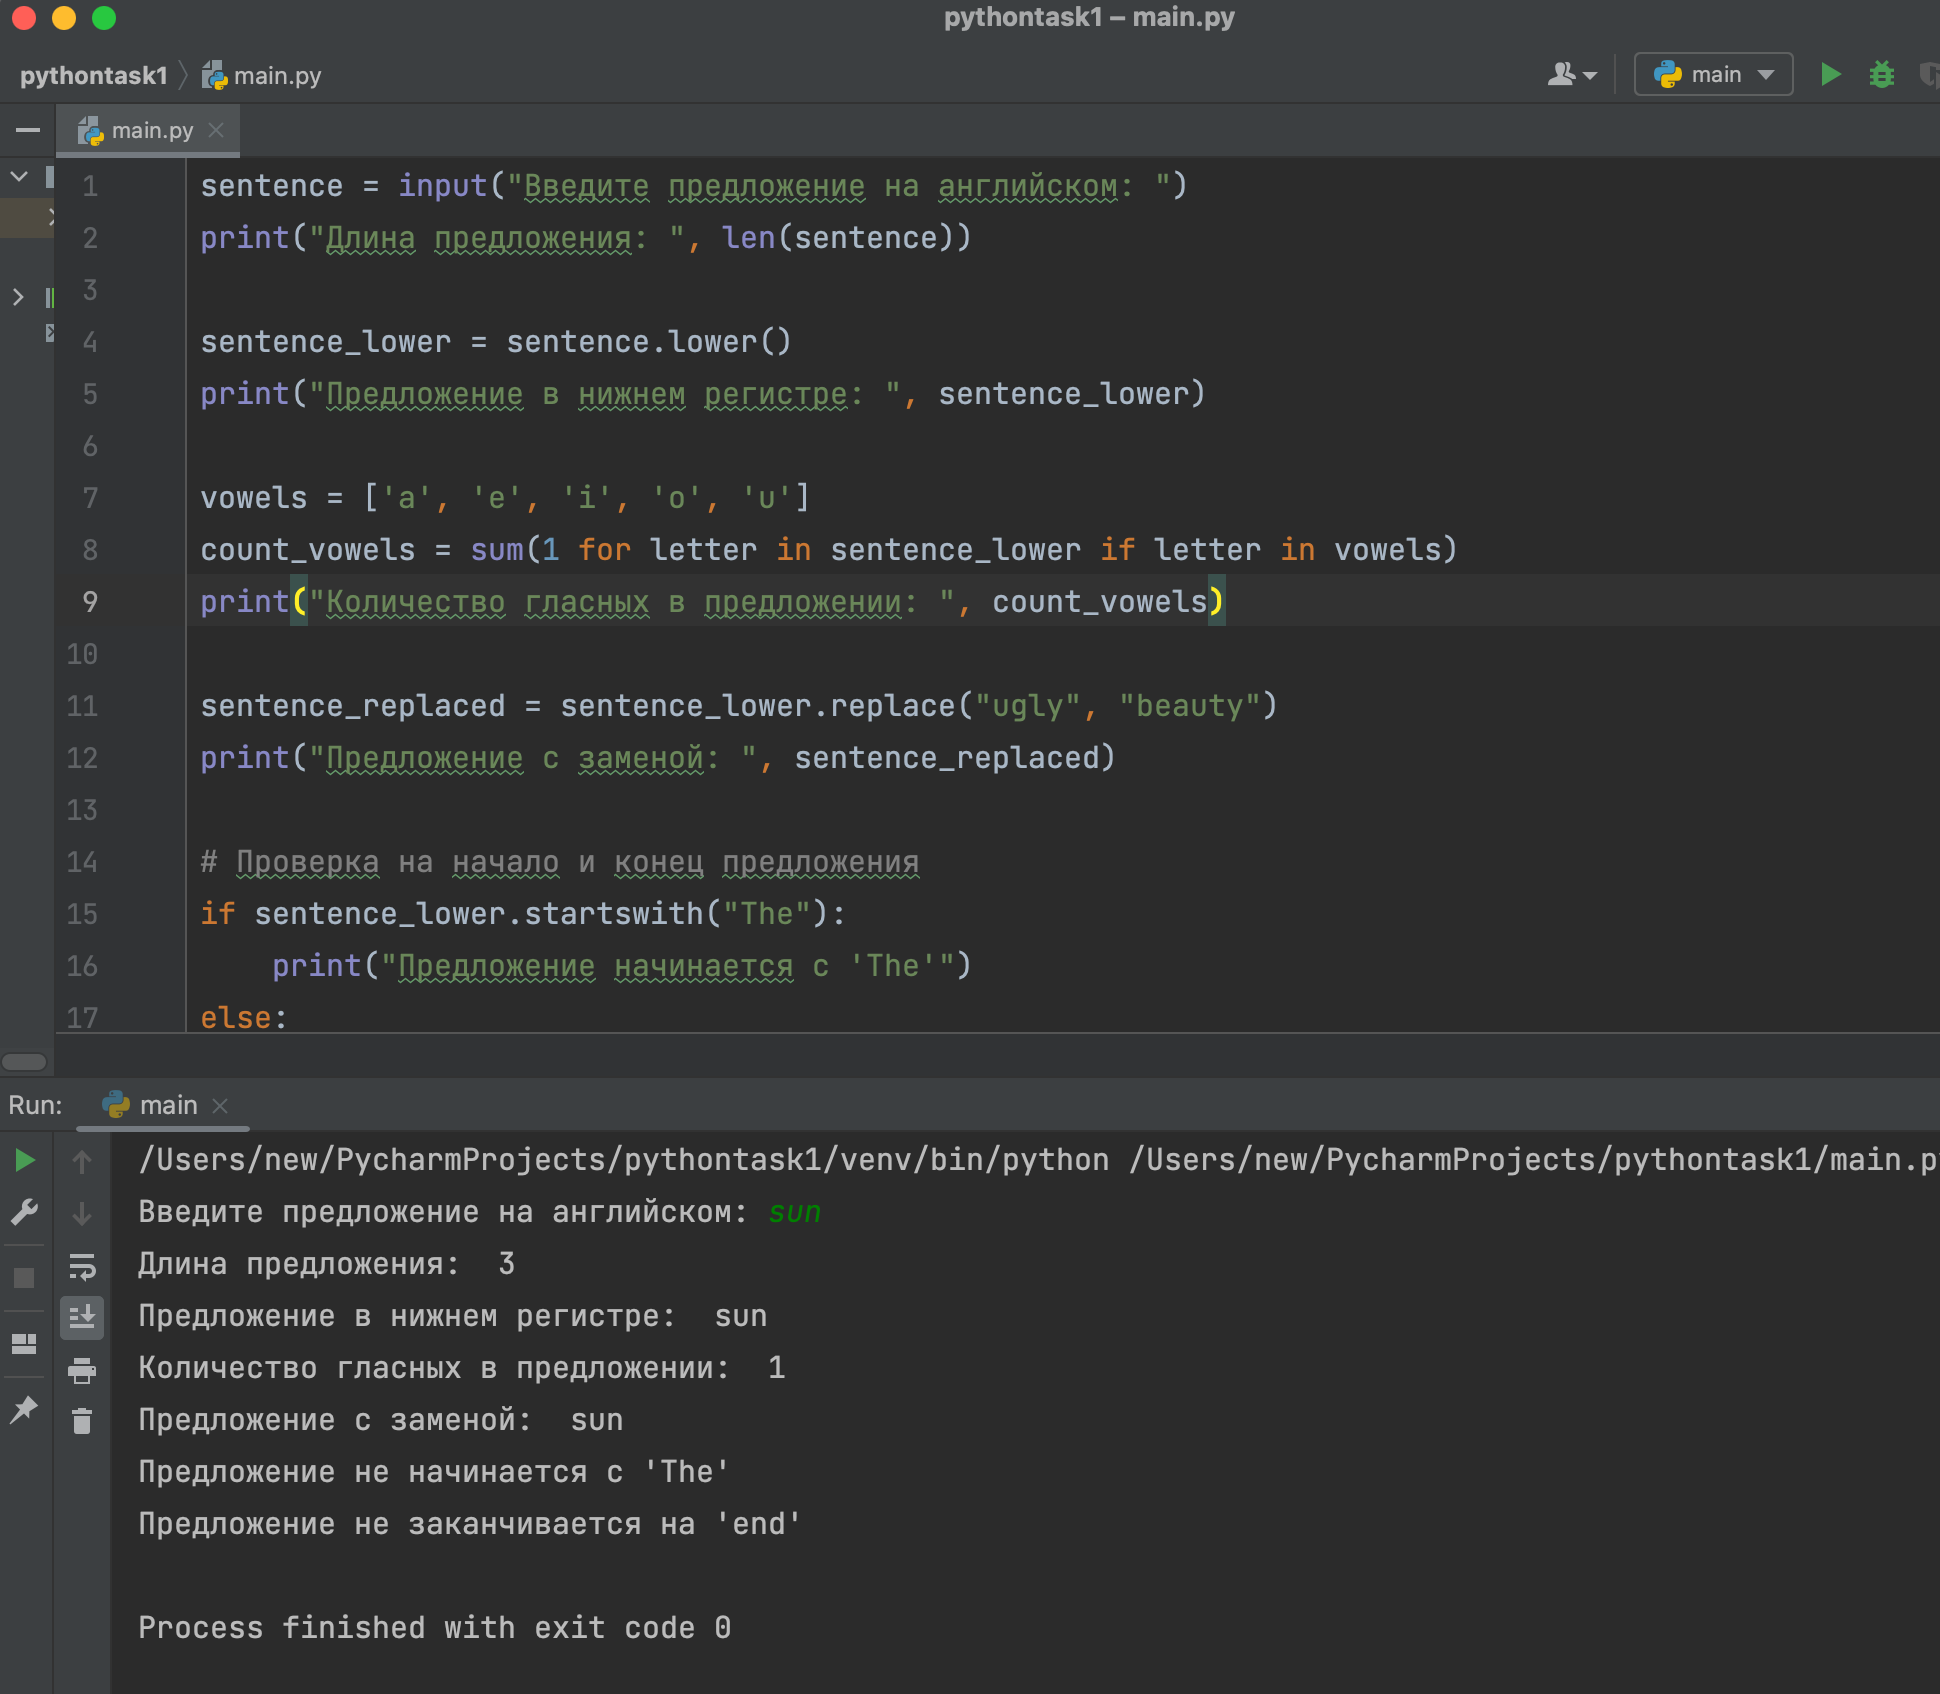 pythontask1 – main.py
pythontask1 main.py
main
main.py
1 sentence = input("Введите предложение на английском: ")
2 print("Длина предложения: ", len(sentence))
3
4 sentence_lower = sentence.lower()
5 print("Предложение в нижнем регистре: ", sentence_lower)
6
7 vowels = ['a', 'e', 'i', 'o', 'u']
8 count_vowels = sum(1 for letter in sentence_lower if letter in vowels)
9 print("Количество гласных в предложении: ", count_vowels)
10
11 sentence_replaced = sentence_lower.replace("ugly", "beauty")
12 print("Предложение с заменой: ", sentence_replaced)
13
14 # Проверка на начало и конец предложения
15 if sentence_lower.startswith("The"):
16 print("Предложение начинается с 'The'")
17 else:
Run: main
/Users/new/PycharmProjects/pythontask1/venv/bin/python /Users/new/PycharmProjects/pythontask1/main.p
Введите предложение на английском: sun
Длина предложения:  3
Предложение в нижнем регистре:  sun
Количество гласных в предложении:  1
Предложение с заменой:  sun
Предложение не начинается с 'The'
Предложение не заканчивается на 'end'
Process finished with exit code 0